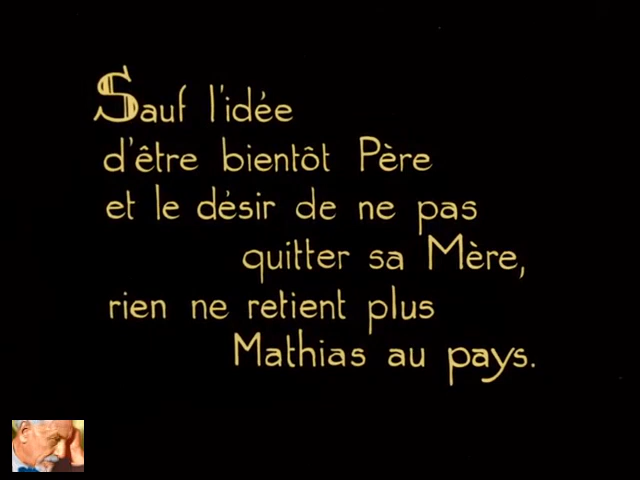 Sauf l'idée
d'être bientôt Père
et le désir de ne pas
quitter sa Mère,
rien ne retient plus
Mathias au pays.